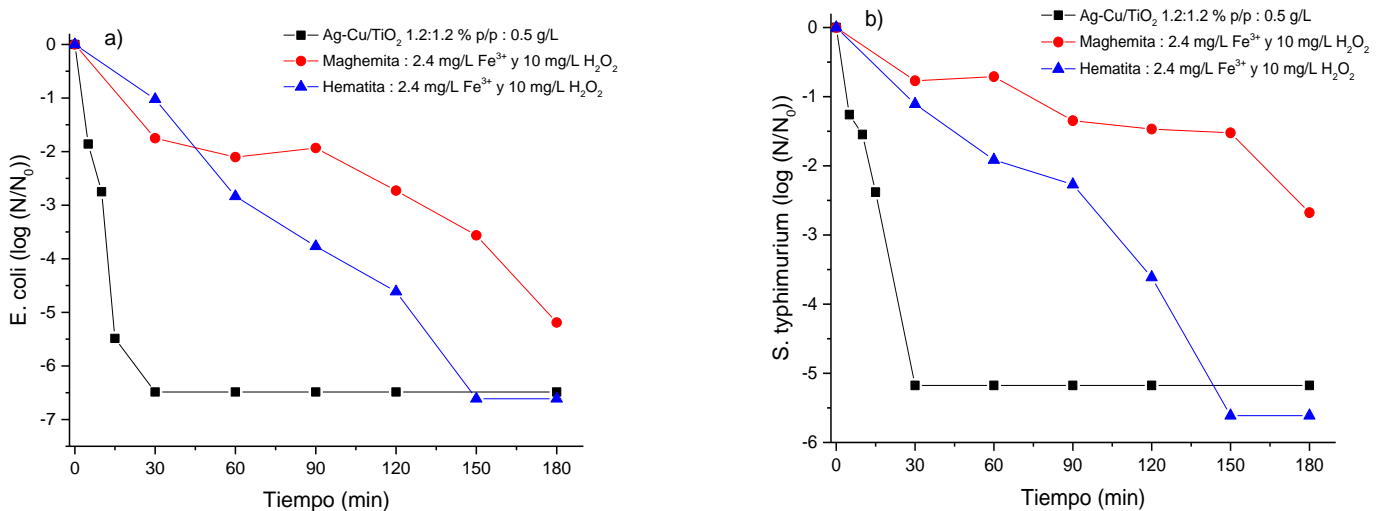 a)
Ag-Cu/TiO₂ 1.2:1.2 % p/p : 0.5 g/L
Maghemita : 2.4 mg/L Fe³⁺ y 10 mg/L H₂O₂
Hematita : 2.4 mg/L Fe³⁺ y 10 mg/L H₂O₂
E. coli (log (N/N₀))
0
-1
-2
-3
-4
-5
-6
-7
0 30 60 90 120 150 180
Tiempo (min)
b)
Ag-Cu/TiO₂ 1.2:1.2 % p/p : 0.5 g/L
Maghemita : 2.4 mg/L Fe³⁺ y 10 mg/L H₂O₂
Hematita : 2.4 mg/L Fe³⁺ y 10 mg/L H₂O₂
S. typhimurium (log (N/N₀))
0
-1
-2
-3
-4
-5
-6
0 30 60 90 120 150 180
Tiempo (min)